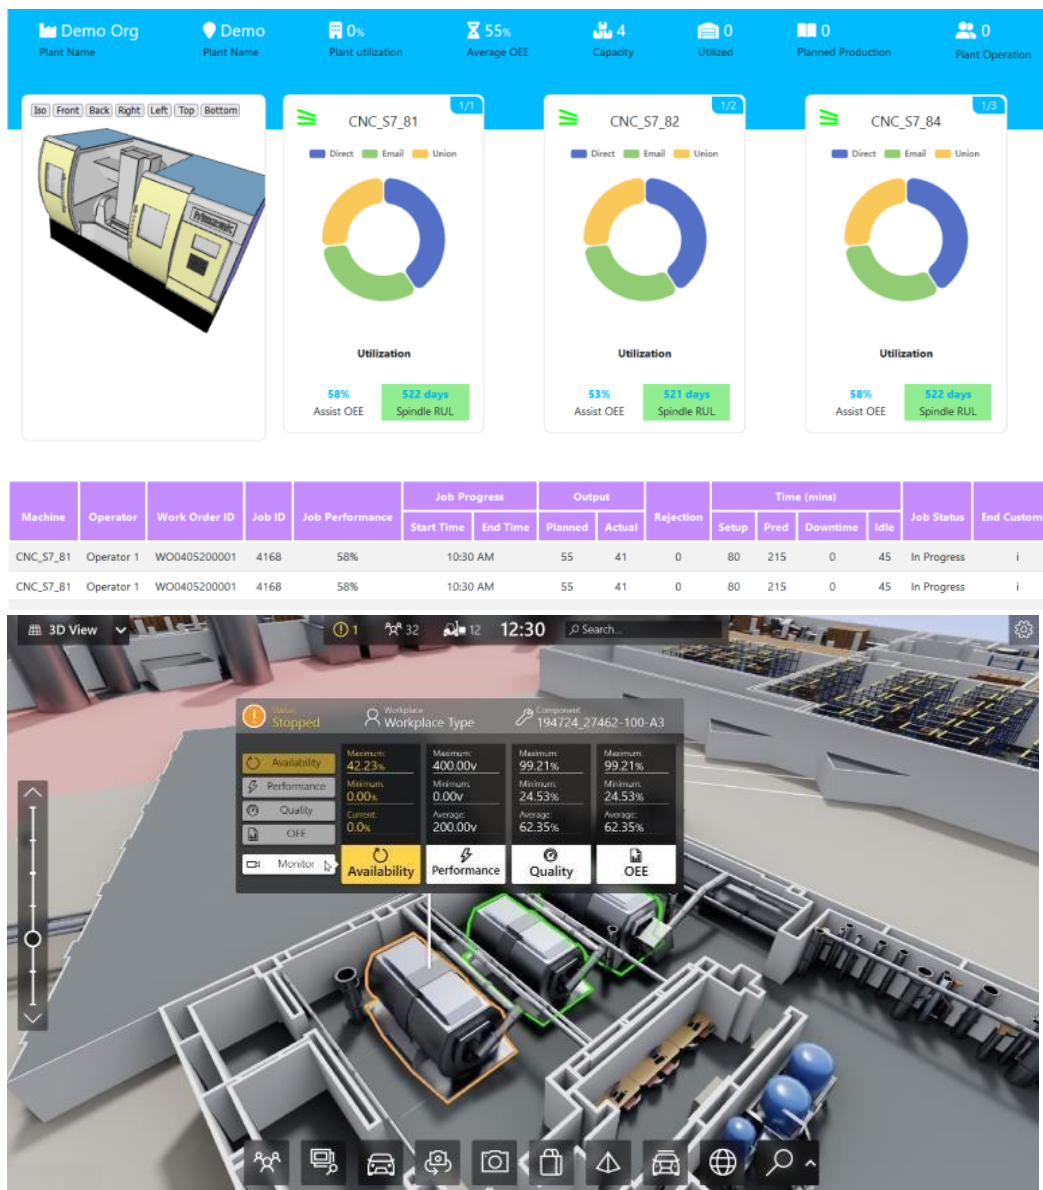 Demo Org
Plant Name
Demo
Plant Name
0%
Plant utilization
55%
Average OEE
4
Capacity
0
Utilized
0
Planned Production
0
Plant Operation
Iso Front Back Right Left Top Bottom
Mazak
1/1
CNC_S7_81
Direct Email Union
Utilization
58%
Assist OEE
522 days
Spindle RUL
1/2
CNC_S7_82
Direct Email Union
Utilization
53%
Assist OEE
521 days
Spindle RUL
1/3
CNC_S7_84
Direct Email Union
Utilization
58%
Assist OEE
522 days
Spindle RUL
Machine Operator Work Order ID Job ID Job Performance Job Progress Output Rejection Time (mins) Job Status End Custom
Start Time End Time Planned Actual Setup Pred Downtime Idle
CNC_S7_81 Operator 1 WO0405200001 4168 58% 10:30 AM 55 41 0 80 215 0 45 In Progress i
CNC_S7_81 Operator 1 WO0405200001 4168 58% 10:30 AM 55 41 0 80 215 0 45 In Progress i
3D View 1 32 12 12:30 Search...
Status
Stopped
Workplace
Workplace Type
Component
194724_27462-100-A3
Availability
Performance
Quality
OEE
Monitor
Maximum:
42.23%
Minimum:
0.00%
Current:
0.0%
Availability
Maximum:
400.00v
Minimum:
0.00v
Average:
200.00v
Performance
Maximum:
99.21%
Minimum:
24.53%
Average:
62.35%
Quality
Maximum:
99.21%
Minimum:
24.53%
Average:
62.35%
OEE